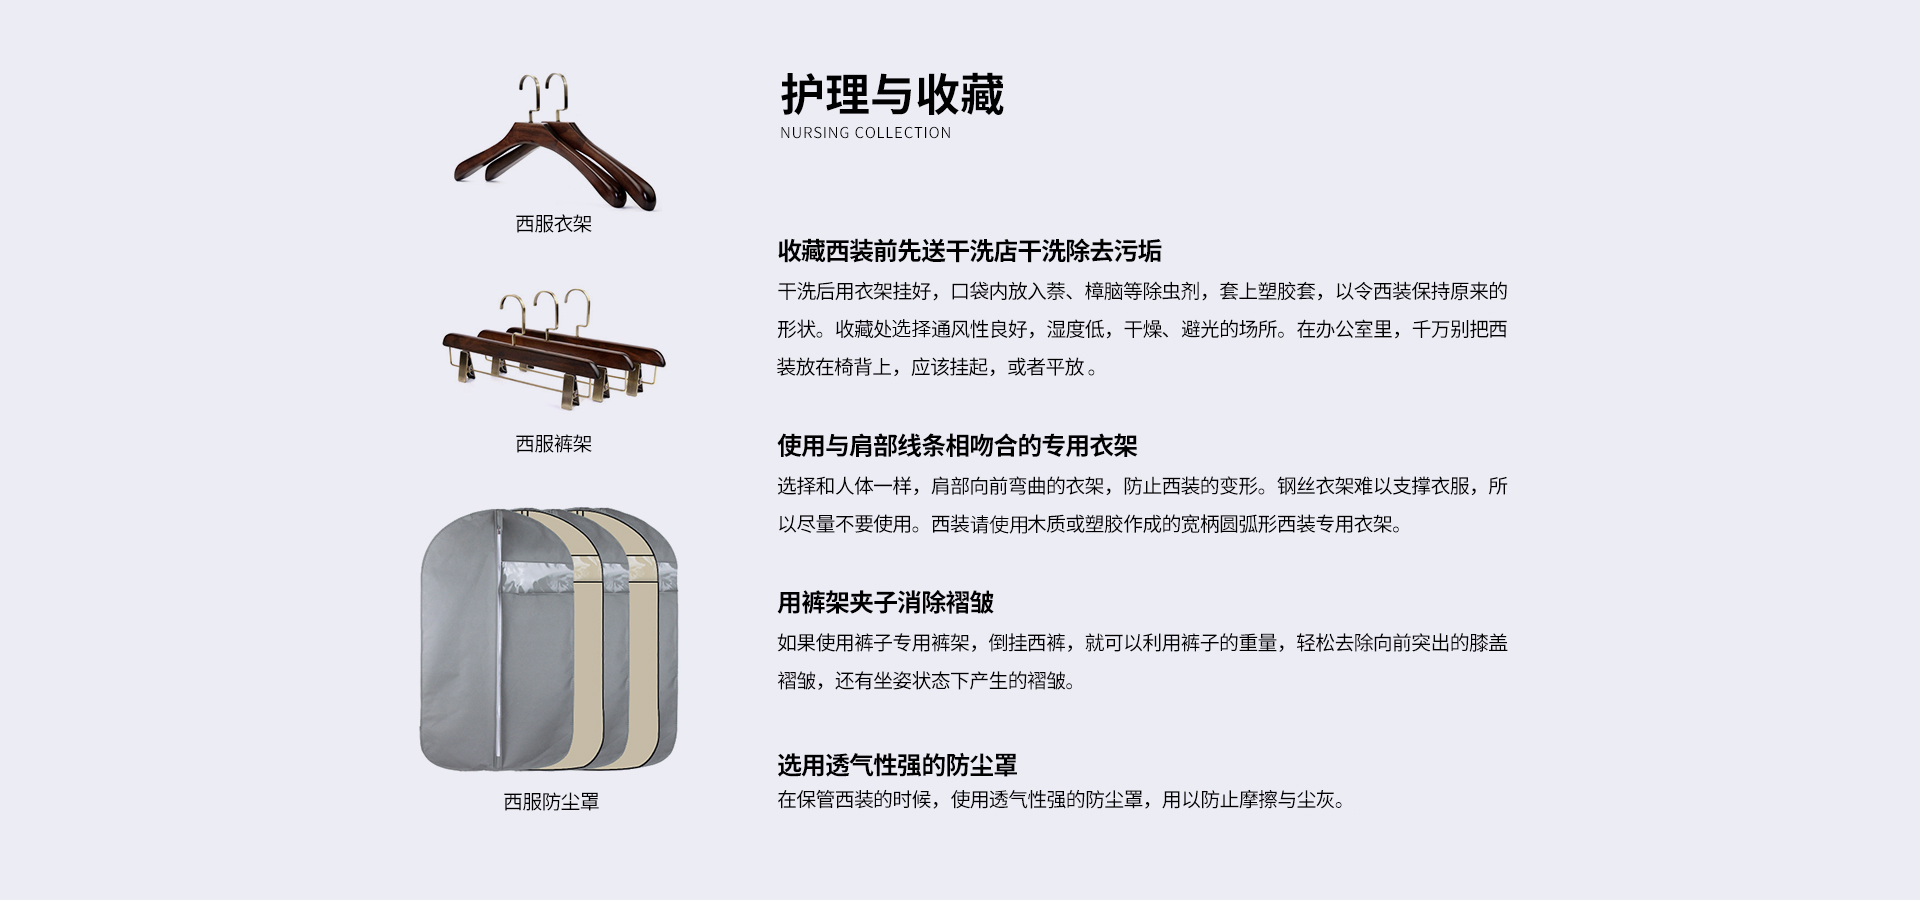 护理与收藏
NURSING COLLECTION
西服衣架
收藏西装前先送干洗店干洗除去污垢
干洗后用衣架挂好，口袋内放入萘、樟脑等除虫剂，套上塑胶套，以令西装保持原来的
形状。收藏处选择通风性良好，湿度低，干燥、避光的场所。在办公室里，千万别把西
装放在椅背上，应该挂起，或者平放 。
西服裤架
使用与肩部线条相吻合的专用衣架
选择和人体一样，肩部向前弯曲的衣架，防止西装的变形。钢丝衣架难以支撑衣服，所
以尽量不要使用。西装请使用木质或塑胶作成的宽柄圆弧形西装专用衣架。
用裤架夹子消除褶皱
如果使用裤子专用裤架，倒挂西裤，就可以利用裤子的重量，轻松去除向前突出的膝盖
褶皱，还有坐姿状态下产生的褶皱。
选用透气性强的防尘罩
在保管西装的时候，使用透气性强的防尘罩，用以防止摩擦与尘灰。
西服防尘罩